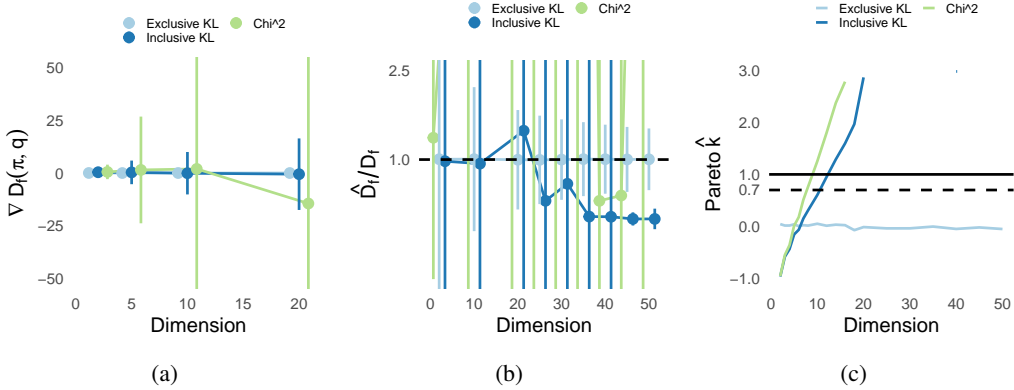 Exclusive KL
Chi^2
Inclusive KL
50
25
0
−25
−50
∇ D_f(π, q)
0
5
10
15
20
Dimension
(a)
Exclusive KL
Chi^2
Inclusive KL
2.5
1.0
D̂_f/D_f
0
10
20
30
40
50
Dimension
(b)
Exclusive KL
Chi^2
Inclusive KL
3.0
2.0
1.0
0.7
0.0
−1.0
Pareto k̂
0
10
20
30
40
50
Dimension
(c)